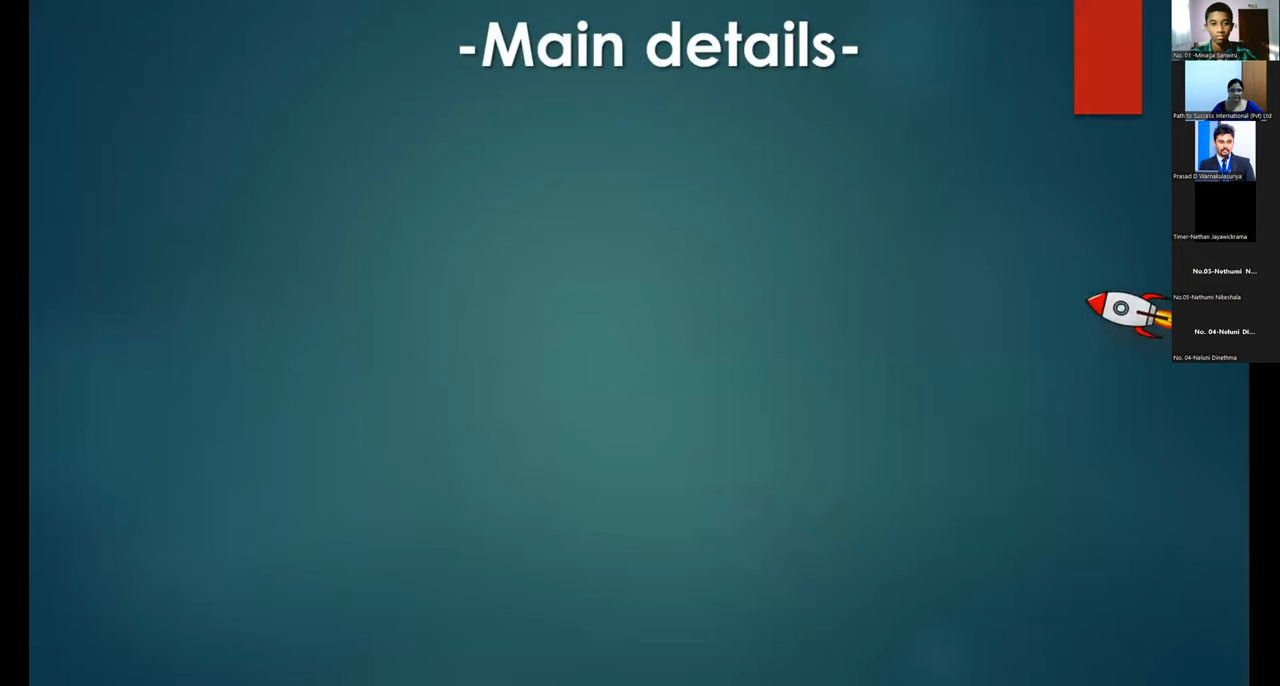 -Main details-
No. 01 -Minaga Sanwiru
Path to Success International (Pvt) Ltd
Prasad D Warnakulasuriya
Timer-Nethan Jayawickrama
No.05-Nethumi N...
No.05-Nethumi Nikeshala
No. 04-Neluni Di...
No. 04-Neluni Dinethma